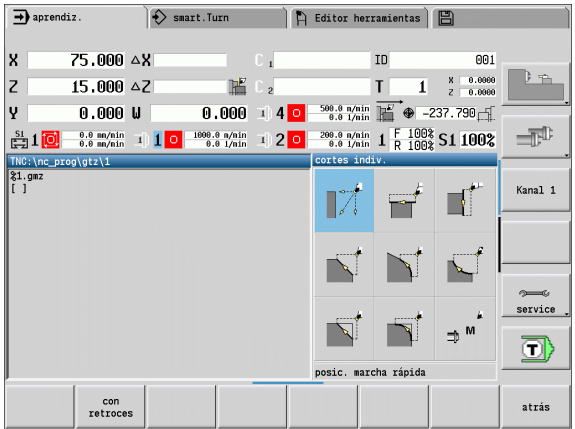 aprendiz.
smart.Turn
Editor herramientas
X 75.000 ΔX C 1 ID 001
Z 15.000 ΔZ C 2 T 1 X 0.0000
Z 0.0000
Y 0.000 W 0.000 4 500.0 m/min
0.0 1/min
-237.790
S1 1 0.0 mm/min
0.0 m/min
1 1000.0 m/min
0.0 1/min
2 200.0 m/min
0.0 1/min
1 F 100%
R 100%
S1 100%
TNC:\nc_prog\gtz\1
%1.gmz
[ ]
cortes indiv.
M
posic. marcha rápida
Kanal 1
service
T
con
retroces
atrás